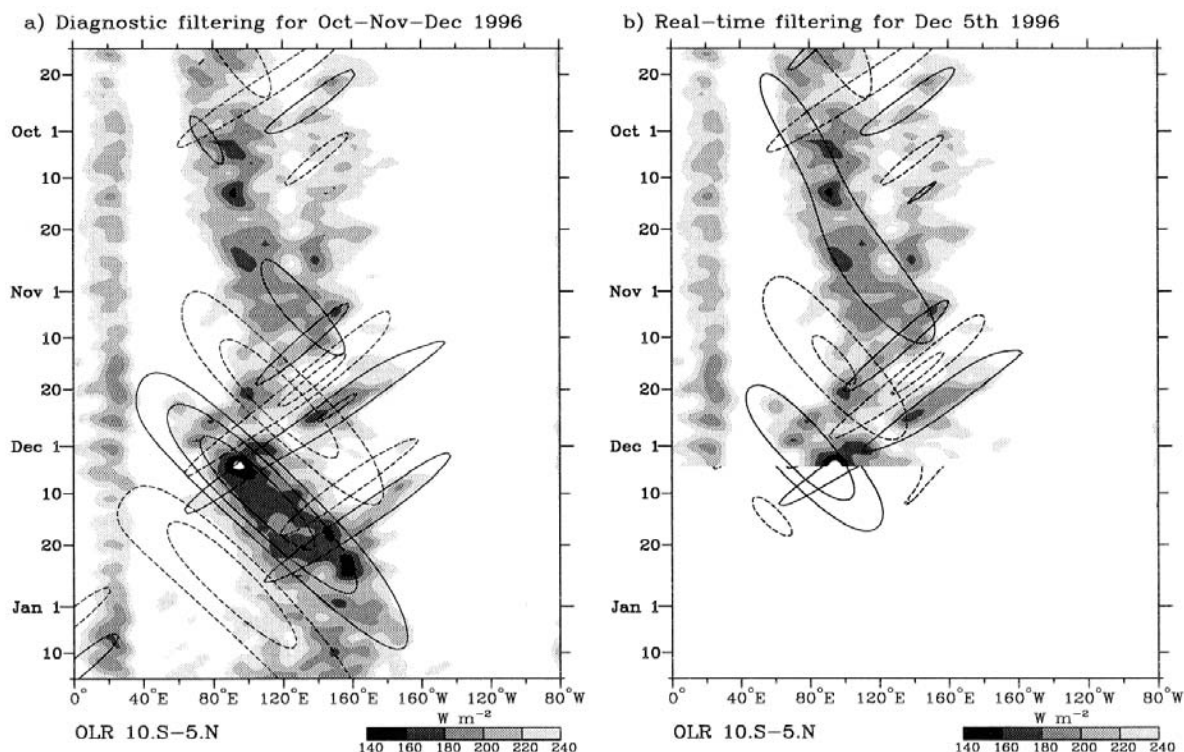 a) Diagnostic filtering for Oct-Nov-Dec 1996
20
Oct 1
10
20
Nov 1
10
20
Dec 1
10
20
Jan 1
10
0° 40°E 80°E 120°E 160°E 160°W 120°W 80°W
OLR 10.S-5.N
W m⁻²
140 160 180 200 220 240
b) Real-time filtering for Dec 5th 1996
20
Oct 1
10
20
Nov 1
10
20
Dec 1
10
20
Jan 1
10
0° 40°E 80°E 120°E 160°E 160°W 120°W 80°W
OLR 10.S-5.N
W m⁻²
140 160 180 200 220 240